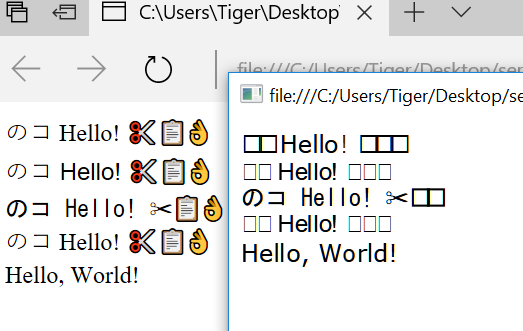 C:\Users\Tiger\Desktop\
file:///C:/Users/Tiger/Desktop/se
のコ Hello! ✂📋👌
のコ Hello! ✂📋👌
のコ Hello! ✂📋👌
のコ Hello! ✂📋👌
Hello, World!
file:///C:/Users/Tiger/Desktop/se
□□Hello! □□□
□□ Hello! □□□
のコ Hello! ✂□□
□□ Hello! □□□
Hello, World!